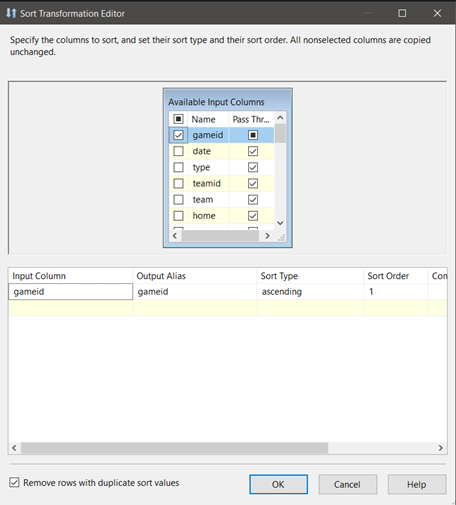 Sort Transformation Editor
Specify the columns to sort, and set their sort type and their sort order. All nonselected columns are copied
unchanged.
Available Input Columns
Name Pass Thr...
gameid
date
type
teamid
team
home
Input Column Output Alias Sort Type Sort Order Con
gameid gameid ascending 1
Remove rows with duplicate sort values
OK Cancel Help